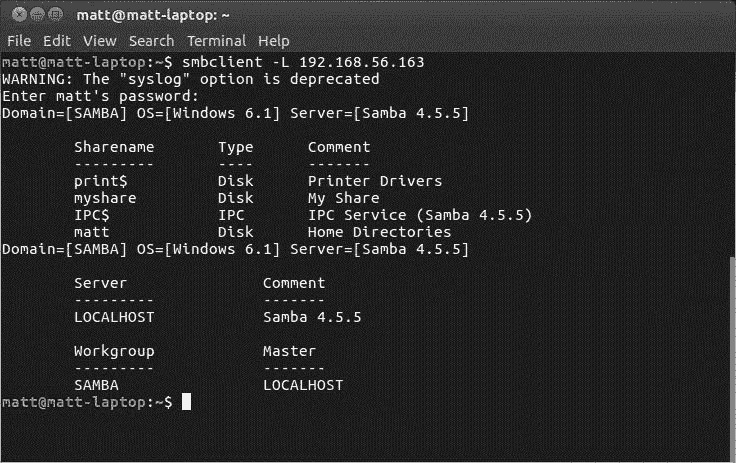 matt@matt-laptop: ~
File Edit View Search Terminal Help
matt@matt-laptop:~$ smbclient -L 192.168.56.163
WARNING: The "syslog" option is deprecated
Enter matt's password:
Domain=[SAMBA] OS=[Windows 6.1] Server=[Samba 4.5.5]
Sharename Type Comment
--------- ---- -------
print$ Disk Printer Drivers
myshare Disk My Share
IPC$ IPC IPC Service (Samba 4.5.5)
matt Disk Home Directories
Domain=[SAMBA] OS=[Windows 6.1] Server=[Samba 4.5.5]
Server Comment
--------- -------
LOCALHOST Samba 4.5.5
Workgroup Master
--------- -------
SAMBA LOCALHOST
matt@matt-laptop:~$